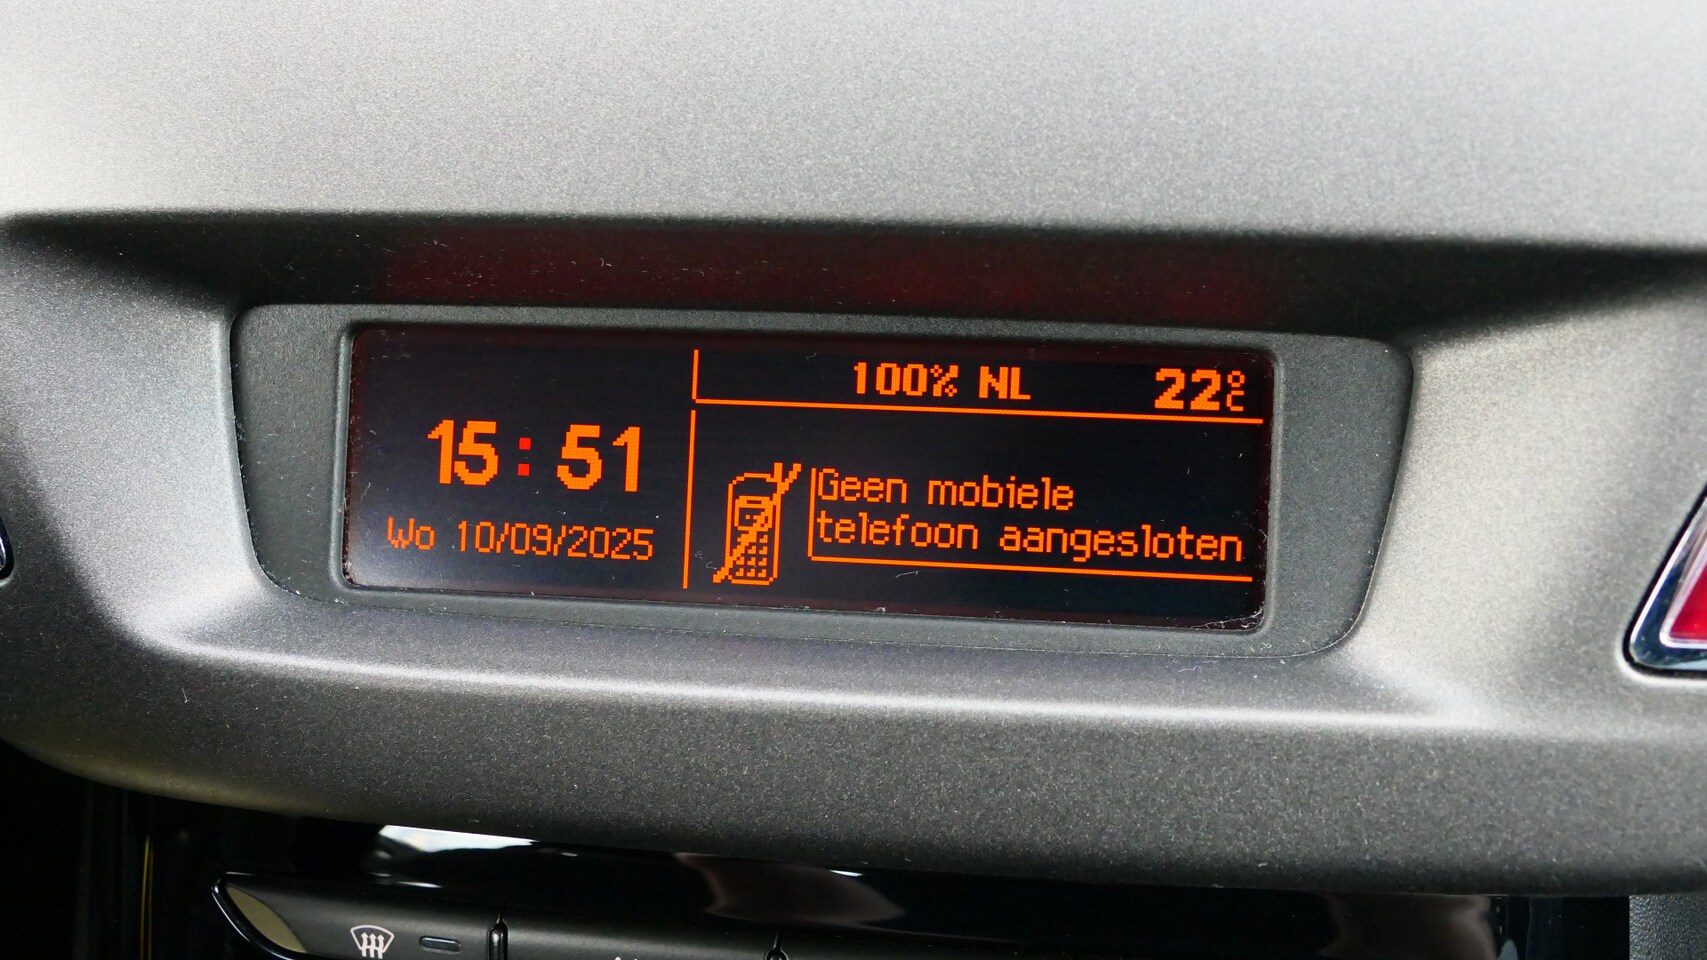 15:51
Wo 10/09/2025
100% NL 22°C
Geen mobiele
telefoon aangesloten